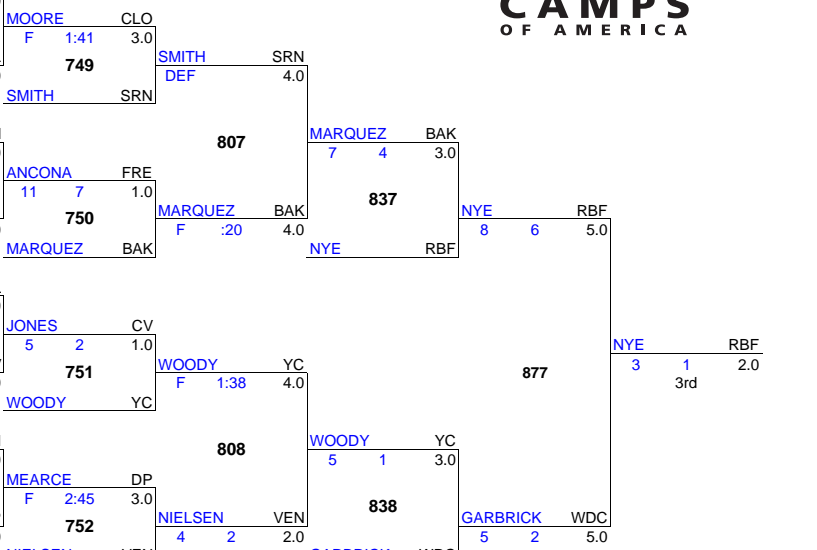 CAMPS
OF AMERICA
MOORE CLO
F 1:41 3.0
749
SMITH SRN
SMITH SRN
DEF 4.0
807
ANCONA FRE
11 7 1.0
750
MARQUEZ BAK
MARQUEZ BAK
F :20 4.0
MARQUEZ BAK
7 4 3.0
837
NYE RBF
NYE RBF
8 6 5.0
JONES CV
5 2 1.0
751
WOODY YC
WOODY YC
F 1:38 4.0
808
MEARCE DP
F 2:45 3.0
752
NIELSEN VEN
4 2 2.0
WOODY YC
5 1 3.0
838
GARBRICK WDC
5 2 5.0
877
NYE RBF
3 1 2.0
3rd